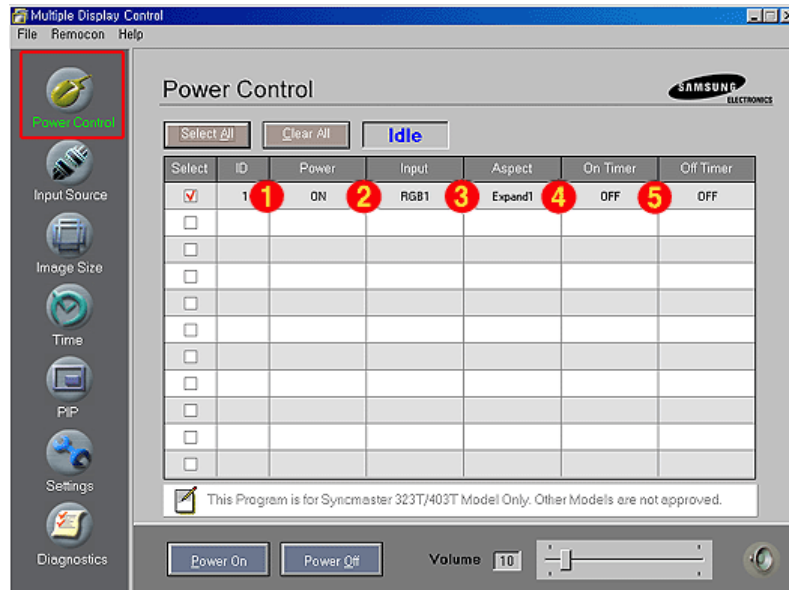 Multiple Display Control
File Remocon Help
Power Control
Input Source
Image Size
Time
PIP
Settings
Diagnostics
Power Control
SAMSUNG
ELECTRONICS
Select All Clear All Idle
Select ID Power Input Aspect On Timer Off Timer
1 1 ON 2 RGB1 3 Expand1 4 OFF 5 OFF
This Program is for Syncmaster 323T/403T Model Only. Other Models are not approved.
Power On Power Off Volume 10